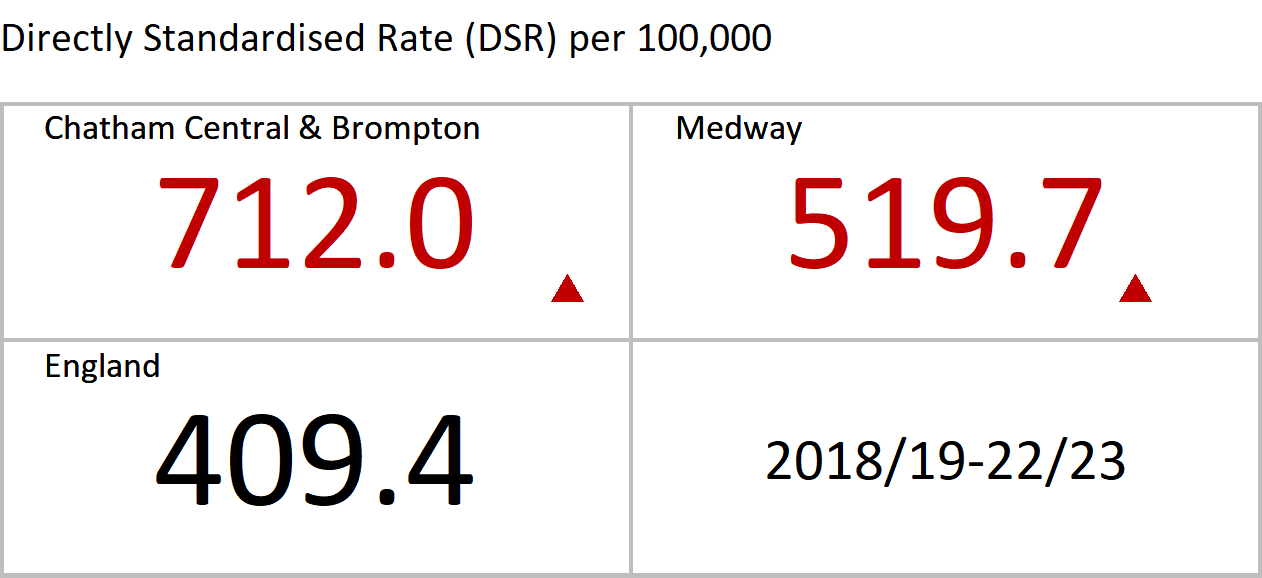 Directly Standardised Rate (DSR) per 100,000
Chatham Central & Brompton
712.0
Medway
519.7
England
409.4
2018/19-22/23